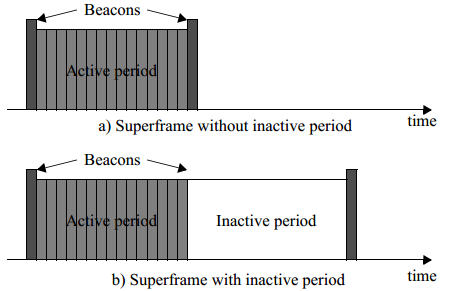 Beacons
Active period
a) Superframe without inactive period
time
Beacons
Active period
Inactive period
b) Superframe with inactive period
time